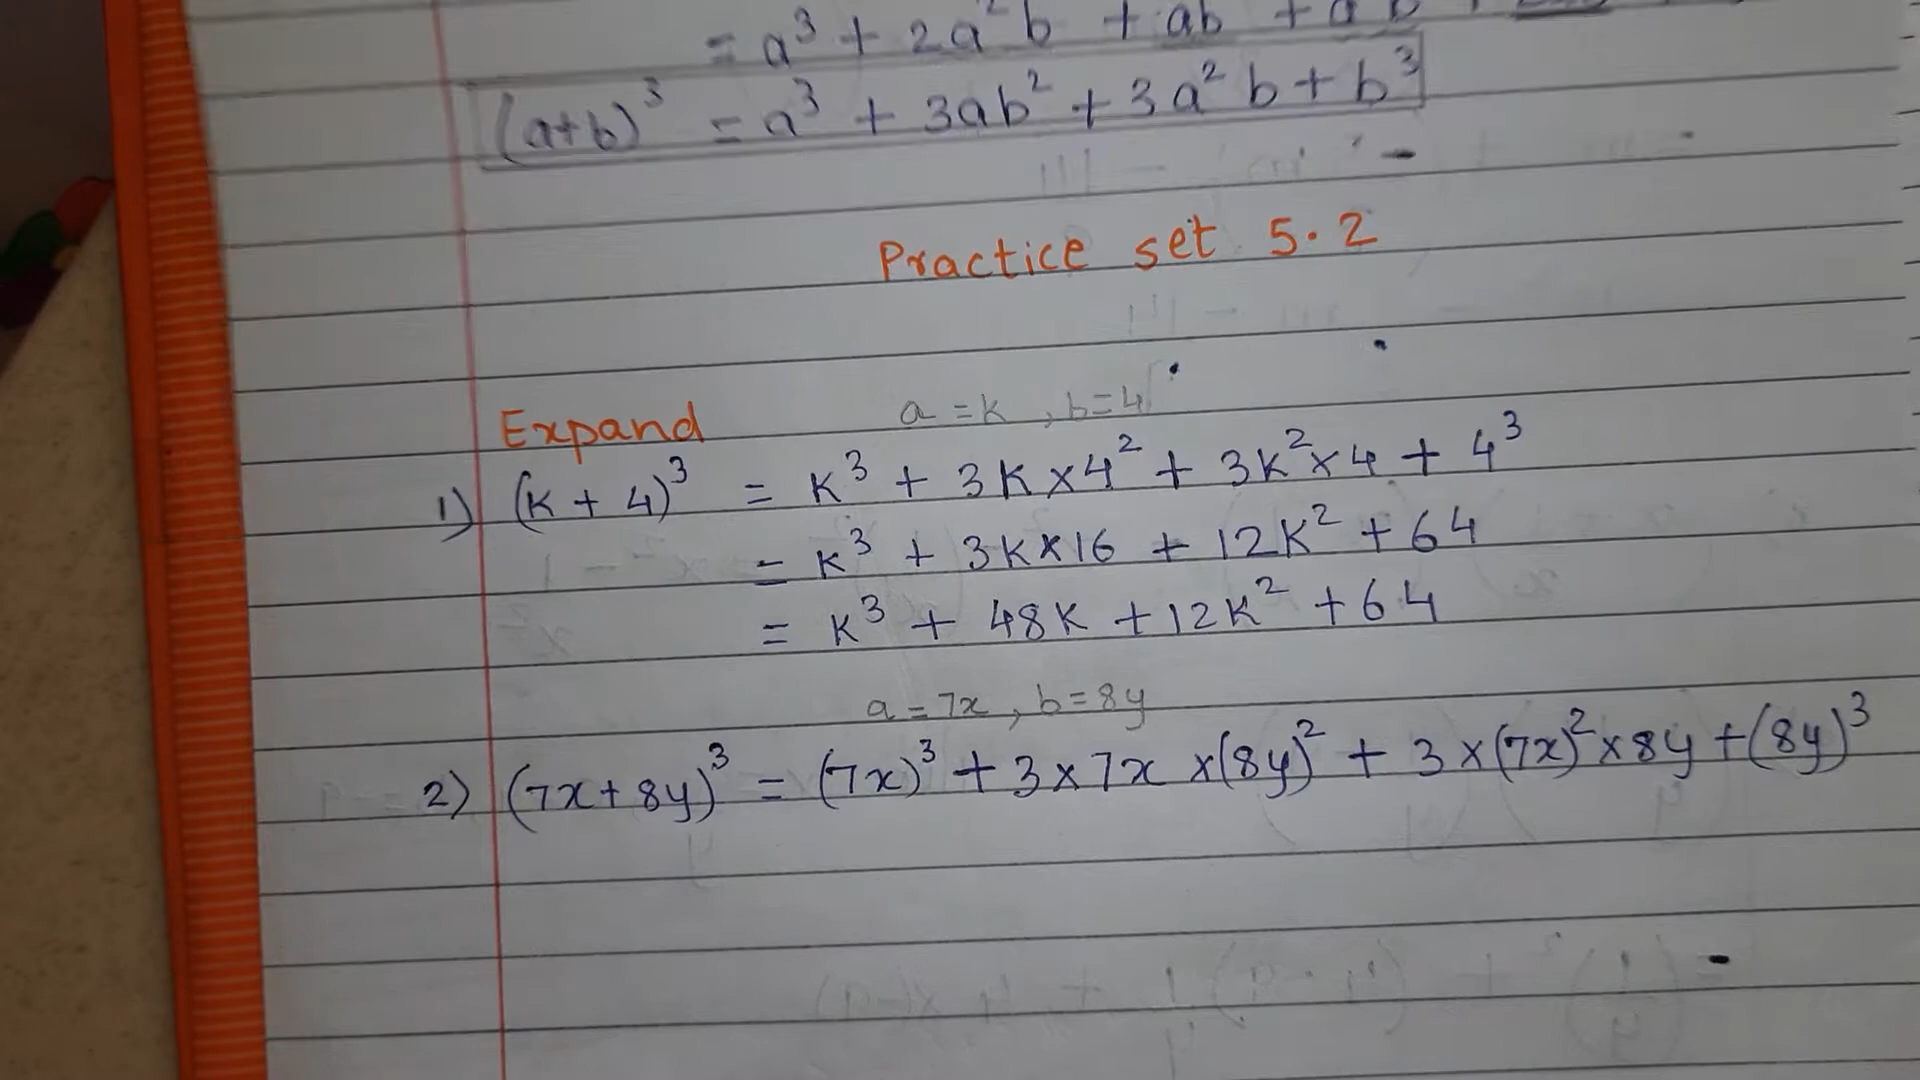 = a³ + 2a²b + ab + ab
(a+b)³ = a³ + 3ab² + 3a²b + b³
Practice set 5.2
Expand
a = k , b = 4
1) (k + 4)³ = k³ + 3k × 4² + 3k² × 4 + 4³
= k³ + 3k × 16 + 12k² + 64
= k³ + 48k + 12k² + 64
a = 7x , b = 8y
2) (7x + 8y)³ = (7x)³ + 3 × 7x × (8y)² + 3 × (7x)² × 8y + (8y)³